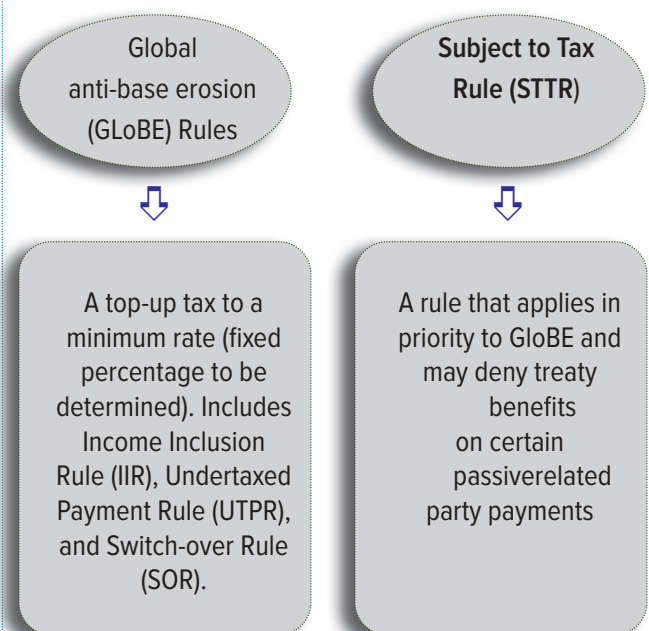 Global
anti-base erosion
(GLoBE) Rules
Subject to Tax
Rule (STTR)
A top-up tax to a
minimum rate (fixed
percentage to be
determined). Includes
Income Inclusion
Rule (IIR), Undertaxed
Payment Rule (UTPR),
and Switch-over Rule
(SOR).
A rule that applies in
priority to GloBE and
may deny treaty
benefits
on certain
passiverelated
party payments